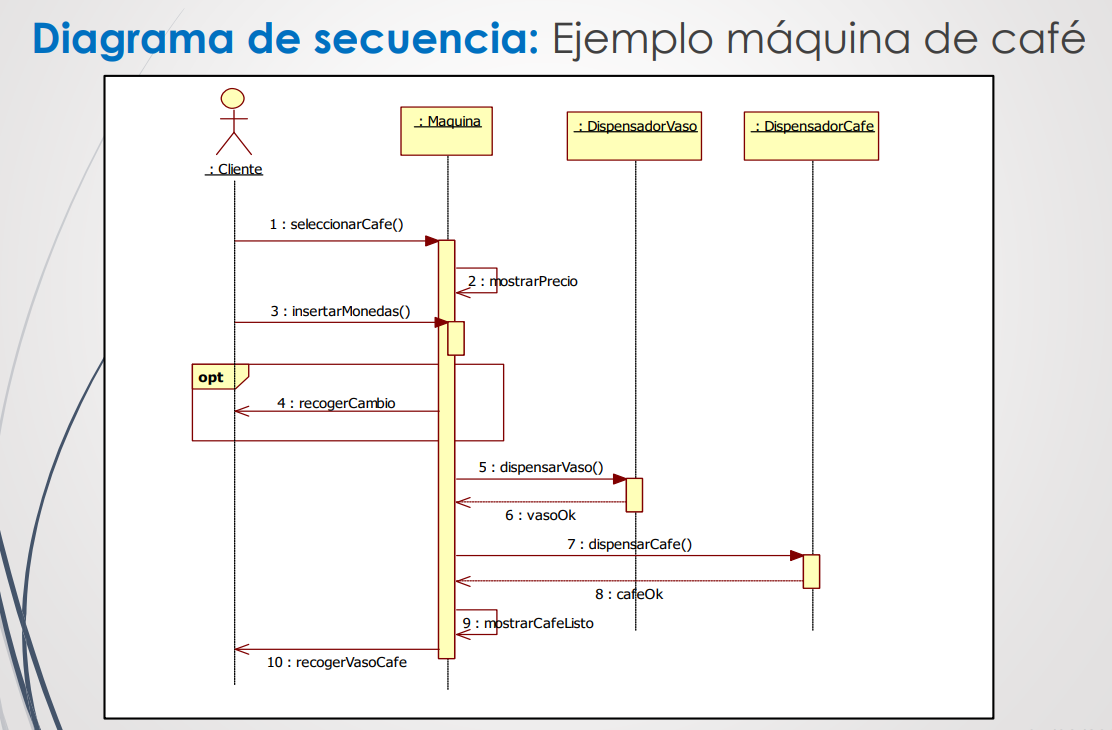 Diagrama de secuencia: Ejemplo máquina de café
: Cliente
: Maquina
: DispensadorVaso
: DispensadorCafe
1 : seleccionarCafe()
2 : mostrarPrecio
3 : insertarMonedas()
opt
4 : recogerCambio
5 : dispensarVaso()
6 : vasoOk
7 : dispensarCafe()
8 : cafeOk
9 : mostrarCafeListo
10 : recogerVasoCafe